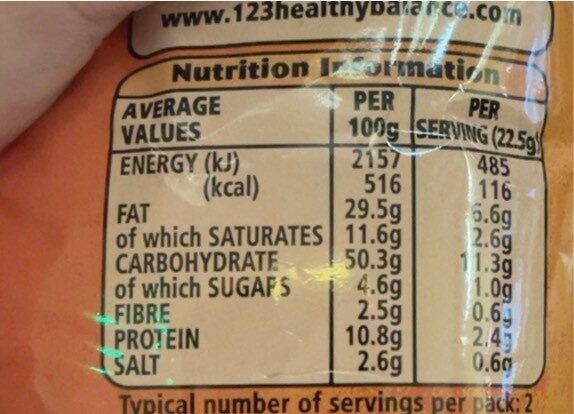 www.123healthybalance.com
Nutrition Information
AVERAGE VALUES PER 100g PER SERVING (22.5g)
ENERGY (kJ) 2157 485
(kcal) 516 116
FAT 29.5g 6.6g
of which SATURATES 11.6g 2.6g
CARBOHYDRATE 50.3g 11.3g
of which SUGARS 4.6g 1.0g
FIBRE 2.5g 0.6g
PROTEIN 10.8g 2.4g
SALT 2.6g 0.6g
Typical number of servings per pack: 2